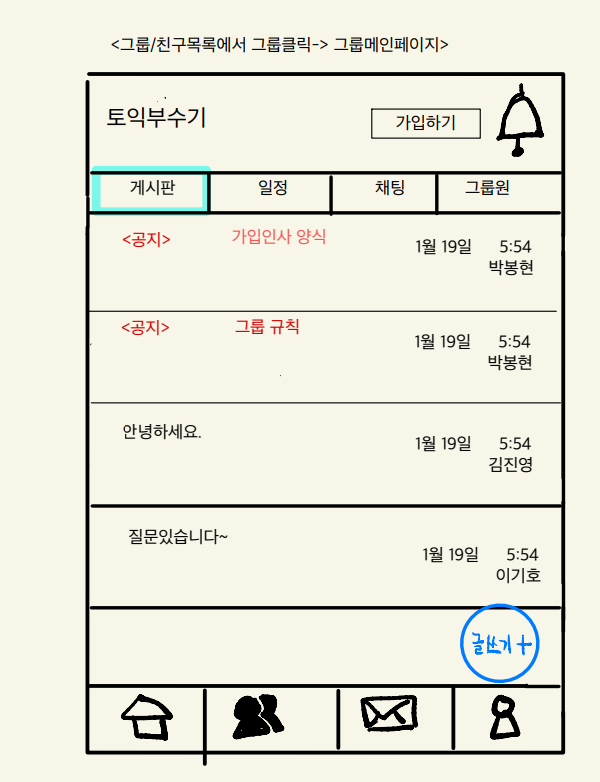 <그룹/친구목록에서 그룹클릭-> 그룹메인페이지>
토익부수기
가입하기
게시판 일정 채팅 그룹원
<공지> 가입인사 양식 1월 19일 5:54
박봉현
<공지> 그룹 규칙 1월 19일 5:54
박봉현
안녕하세요. 1월 19일 5:54
김진영
질문있습니다~ 1월 19일 5:54
이기호
글쓰기 +